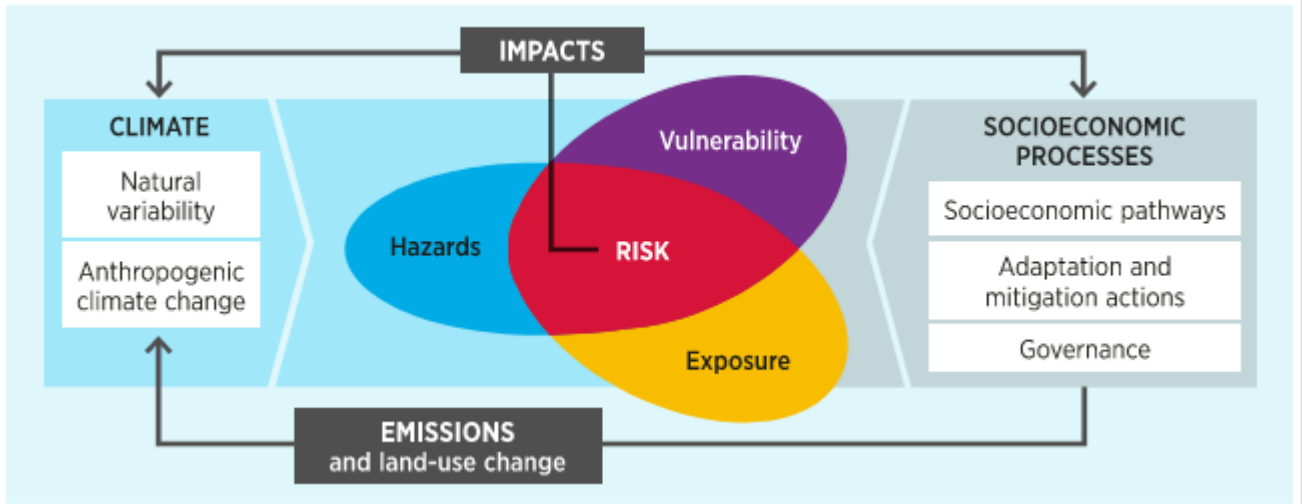 IMPACTS
CLIMATE
Natural
variability
Anthropogenic
climate change
Vulnerability
Hazards
RISK
Exposure
SOCIOECONOMIC
PROCESSES
Socioeconomic pathways
Adaptation and
mitigation actions
Governance
EMISSIONS
and land-use change